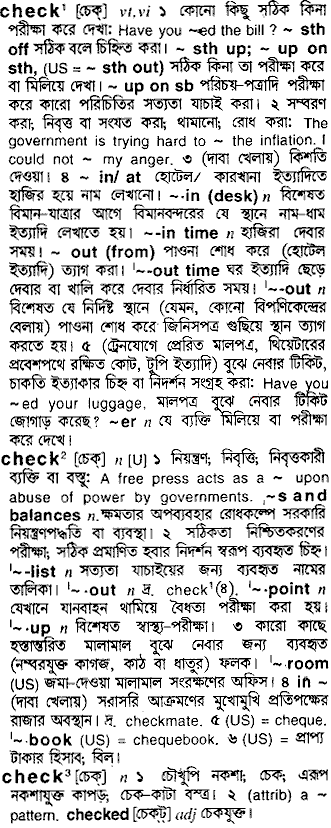 check¹ [চেক্] vt,vi ১ কোনো কিছু সঠিক কিনা
পরীক্ষা করে দেখা: Have you ~ed the bill ? ~ sth
off সঠিক বলে চিহ্নিত করা। ~ sth up; ~ up on
sth, (US = ~ sth out) সঠিক কিনা তা পরীক্ষা করে
বা মিলিয়ে দেখা। ~ up on sb পরিচয়-পত্রাদি পরীক্ষা
করে কারো পরিচিতির সত্যতা যাচাই করা। ২ সম্বরণ
করা; নিবৃত্ত বা সংযত করা; থামানো; রোধ করা: The
government is trying hard to ~ the inflation. I
could not ~ my anger. ৩ (দাবা খেলায়) কিশতি
দেওয়া। ৪ ~ in/ at হোটেল/ কারখানা ইত্যাদিতে
হাজির হয়ে নাম লেখানো। ~-in (desk) n বিশেষত
বিমান-যাত্রার আগে বিমানবন্দরের যে স্থানে নাম-ধাম
ইত্যাদি লেখাতে হয়। ~-in time n হাজিরা দেবার
সময়। ~ out (from) পাওনা শোধ করে (হোটেল
ইত্যাদি) ত্যাগ করা। ˈ~-out time ঘর ইত্যাদি ছেড়ে
দেবার বা খালি করে দেবার নির্ধারিত সময়। ˈ~-out n
বিশেষত যে নির্দিষ্ট স্থানে (যেমন, কোনো বিপণিকেন্দ্রের
বেলায়) পাওনা শোধ করে জিনিসপত্র গুছিয়ে স্থান ত্যাগ
করতে হয়। ৫ (ট্রেনযোগে প্রেরিত মালপত্র, থিয়েটারের
প্রবেশপথে রক্ষিত কোট, টুপি ইত্যাদি) বুঝে নেবার টিকিট,
চাকতি ইত্যাকার চিহ্ন বা নিদর্শন সংগ্রহ করা: Have you
~ed your luggage, মালপত্র বুঝে নেবার টিকিট
জোগাড় করেছ? ~er n যে ব্যক্তি মিলিয়ে বা পরীক্ষা
করে দেখে।
check² [চেক্] n [U] ১ নিয়ন্ত্রণ; নিবৃত্তি; নিবৃত্তকারী
ব্যক্তি বা বস্তু: A free press acts as a ~ upon
abuse of power by governments. ˌ~s and
balances n. ক্ষমতার অপব্যবহার রোধকল্পে সরকারি
নিয়ন্ত্রণপদ্ধতি বা ব্যবস্থা। ২ সঠিকতা নিশ্চিতকরণের
পরীক্ষা; সঠিক প্রমাণিত হবার নিদর্শন স্বরূপ ব্যবহৃত চিহ্ন।
ˈ~-list n সত্যতা যাচাইয়ের জন্য ব্যবহৃত নামের
তালিকা। ˈ~-out n দ্র. check¹(৪). ˈ~-point n
যেখানে যানবাহন থামিয়ে বৈধতা পরীক্ষা করা হয়।
ˈ~-up n বিশেষত স্বাস্থ্য-পরীক্ষা। ৩ কারো কাছে
হস্তান্তরিত মালামাল বুঝে নেবার জন্য ব্যবহৃত
(নম্বরযুক্ত কাগজ, কাঠ বা ধাতুর) ফলক। ˈ~-room
(US) জমা-দেওয়া মালামাল সংরক্ষণের অফিস। ৪ in ~
(দাবা খেলায়) সরাসরি আক্রমণের মুখোমুখি প্রতিপক্ষের
রাজার অবস্থান। দ্র. checkmate. ৫ (US) = cheque.
ˈ~-book (US) = chequebook. ৬ (US) = প্রাপ্য
টাকার হিসাব; বিল।
check³ [চেক্] n ১ চৌখুপি নকশা; চেক; এরূপ
নকশাযুক্ত কাপড়; চেক-কাটা বস্ত্র। ২ (attrib) a ~
pattern. checked [চেকট্] adj চেকযুক্ত।